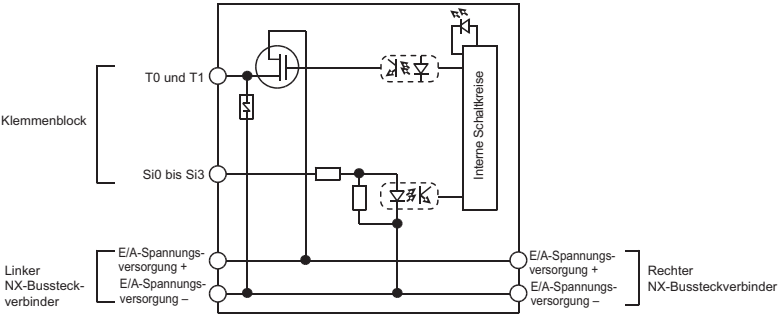 T0 und T1
Klemmenblock
Si0 bis Si3
Interne Schaltkreise
Linker
NX-Bussteck-
verbinder
E/A-Spannungs-
versorgung +
E/A-Spannungs-
versorgung –
E/A-Spannungs-
versorgung +
E/A-Spannungs-
versorgung –
Rechter
NX-Bussteckverbinder